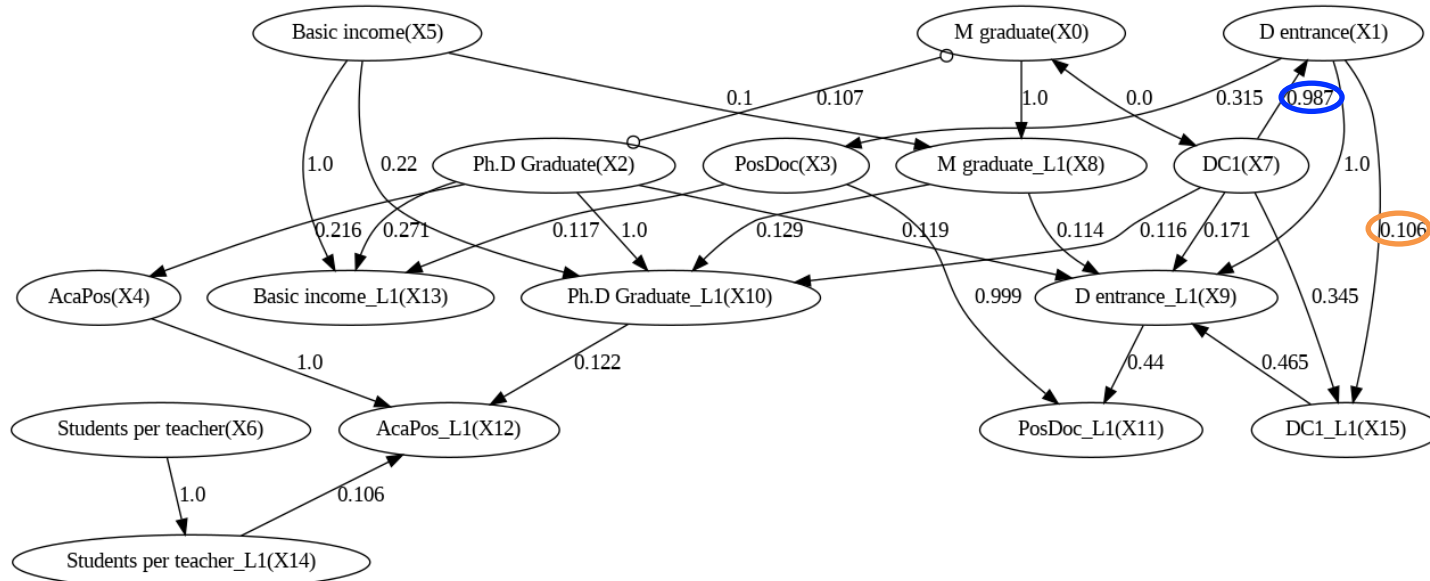 Basic income(X5)
M graduate(X0)
D entrance(X1)
0.1
0.107
1.0
0.0
0.315
0.987
1.0
0.22
Ph.D Graduate(X2)
PosDoc(X3)
M graduate_L1(X8)
DC1(X7)
1.0
0.216
0.271
0.117
1.0
0.129
0.119
0.114
0.116
0.171
0.106
AcaPos(X4)
Basic income_L1(X13)
Ph.D Graduate_L1(X10)
0.999
D entrance_L1(X9)
0.345
1.0
0.122
0.44
0.465
Students per teacher(X6)
AcaPos_L1(X12)
PosDoc_L1(X11)
DC1_L1(X15)
1.0
0.106
Students per teacher_L1(X14)